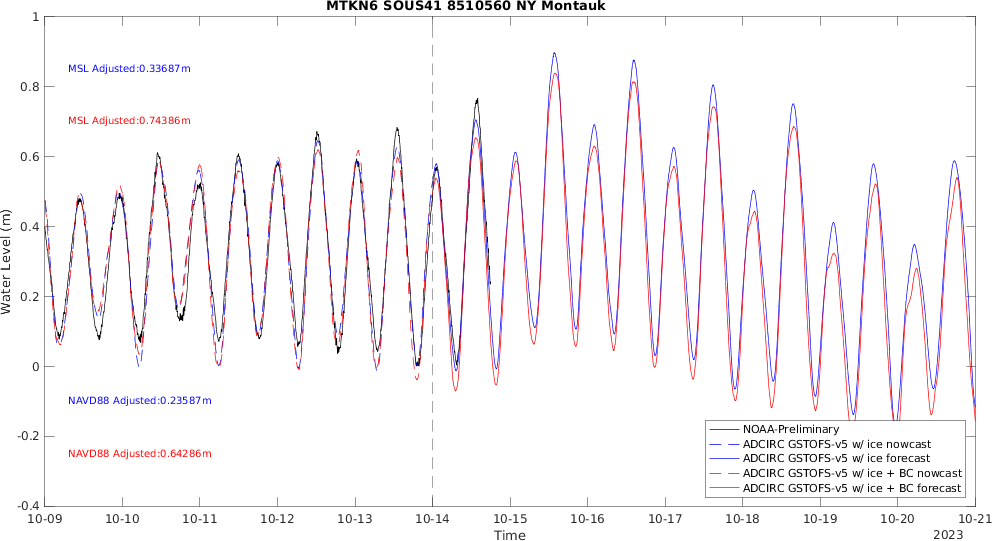 MTKN6 SOUS41 8510560 NY Montauk
1
0.8
0.6
0.4
0.2
0
-0.2
-0.4
Water Level (m)
MSL Adjusted:0.33687m
MSL Adjusted:0.74386m
NAVD88 Adjusted:0.23587m
NAVD88 Adjusted:0.64286m
NOAA-Preliminary
ADCIRC GSTOFS-v5 w/ ice nowcast
ADCIRC GSTOFS-v5 w/ ice forecast
ADCIRC GSTOFS-v5 w/ ice + BC nowcast
ADCIRC GSTOFS-v5 w/ ice + BC forecast
10-09 10-10 10-11 10-12 10-13 10-14 10-15 10-16 10-17 10-18 10-19 10-20 10-21
Time
2023